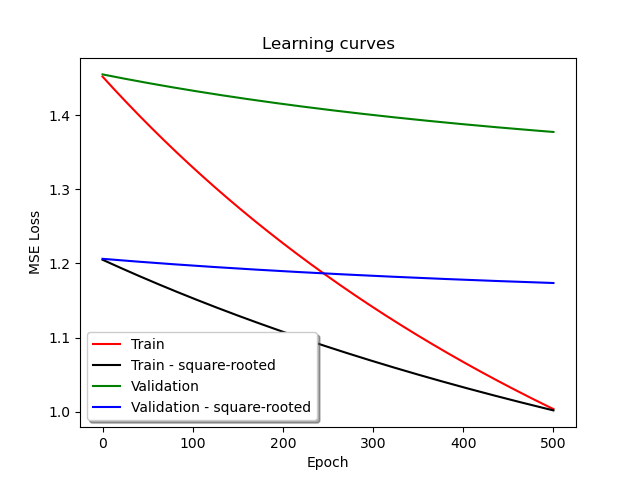 Learning curves
MSE Loss
1.4
1.3
1.2
1.1
1.0
Train
Train - square-rooted
Validation
Validation - square-rooted
0 100 200 300 400 500
Epoch